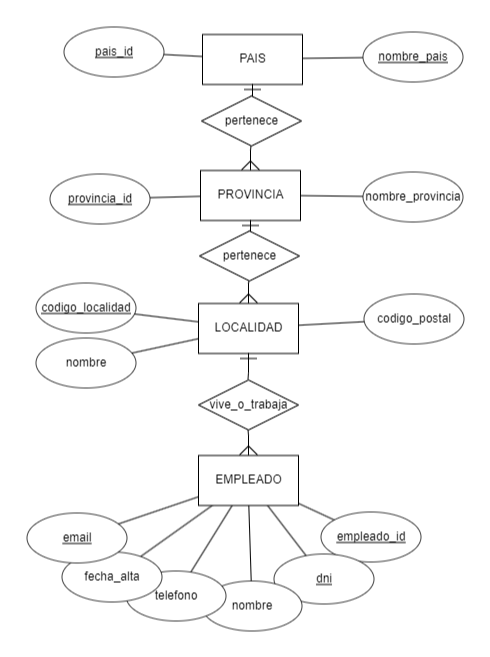 pais_id
PAIS
nombre_pais
pertenece
provincia_id
PROVINCIA
nombre_provincia
pertenece
codigo_localidad
LOCALIDAD
codigo_postal
nombre
vive_o_trabaja
EMPLEADO
email
empleado_id
fecha_alta
dni
telefono
nombre